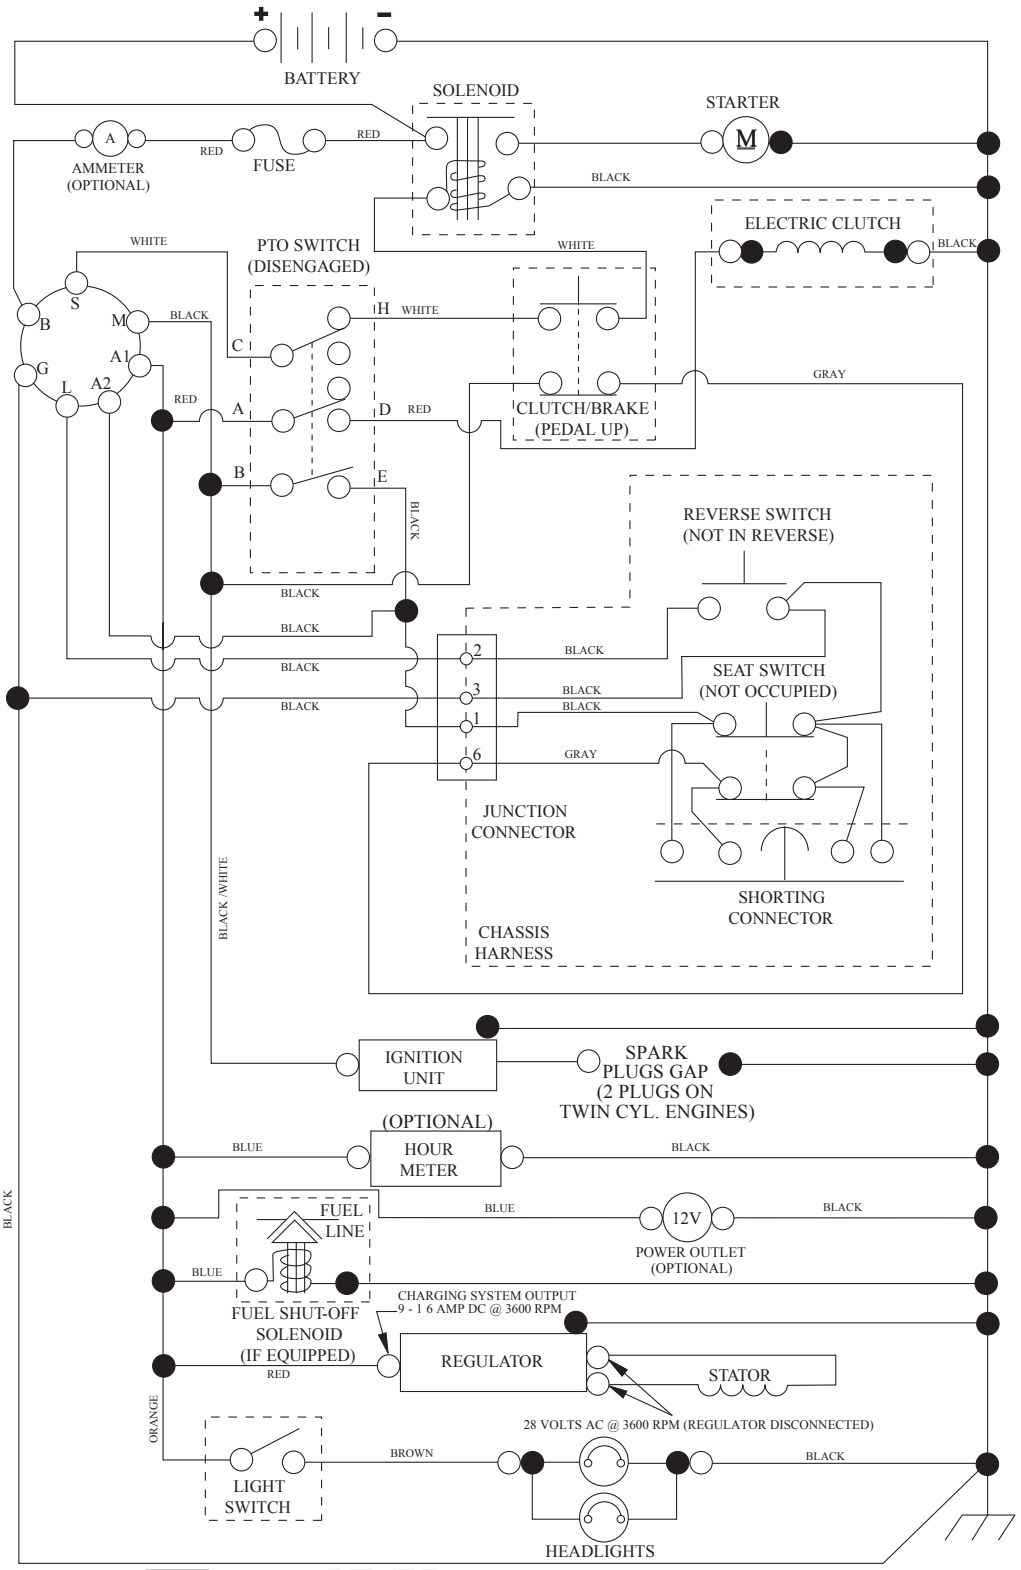 + −
BATTERY
SOLENOID
STARTER
A
M
RED
FUSE
RED
AMMETER
(OPTIONAL)
BLACK
ELECTRIC CLUTCH
BLACK
WHITE
PTO SWITCH
(DISENGAGED)
WHITE
S
B
M
BLACK
H
WHITE
C
G
A1
L
A2
RED
A
D
RED
GRAY
CLUTCH/BRAKE
(PEDAL UP)
B
E
BLACK
REVERSE SWITCH
(NOT IN REVERSE)
BLACK
BLACK
2
BLACK
BLACK
SEAT SWITCH
(NOT OCCUPIED)
3
BLACK
BLACK
BLACK
1
6
GRAY
JUNCTION
CONNECTOR
BLACK /WHITE
SHORTING
CONNECTOR
CHASSIS
HARNESS
IGNITION
UNIT
SPARK
PLUGS GAP
(2 PLUGS ON
TWIN CYL. ENGINES)
(OPTIONAL)
HOUR
METER
BLUE
BLACK
BLACK
FUEL
LINE
BLUE
12V
BLACK
POWER OUTLET
(OPTIONAL)
BLUE
FUEL SHUT-OFF
SOLENOID
(IF EQUIPPED)
CHARGING SYSTEM OUTPUT
9 - 1 6 AMP DC @ 3600 RPM
RED
REGULATOR
STATOR
ORANGE
28 VOLTS AC @ 3600 RPM (REGULATOR DISCONNECTED)
BROWN
BLACK
LIGHT
SWITCH
HEADLIGHTS